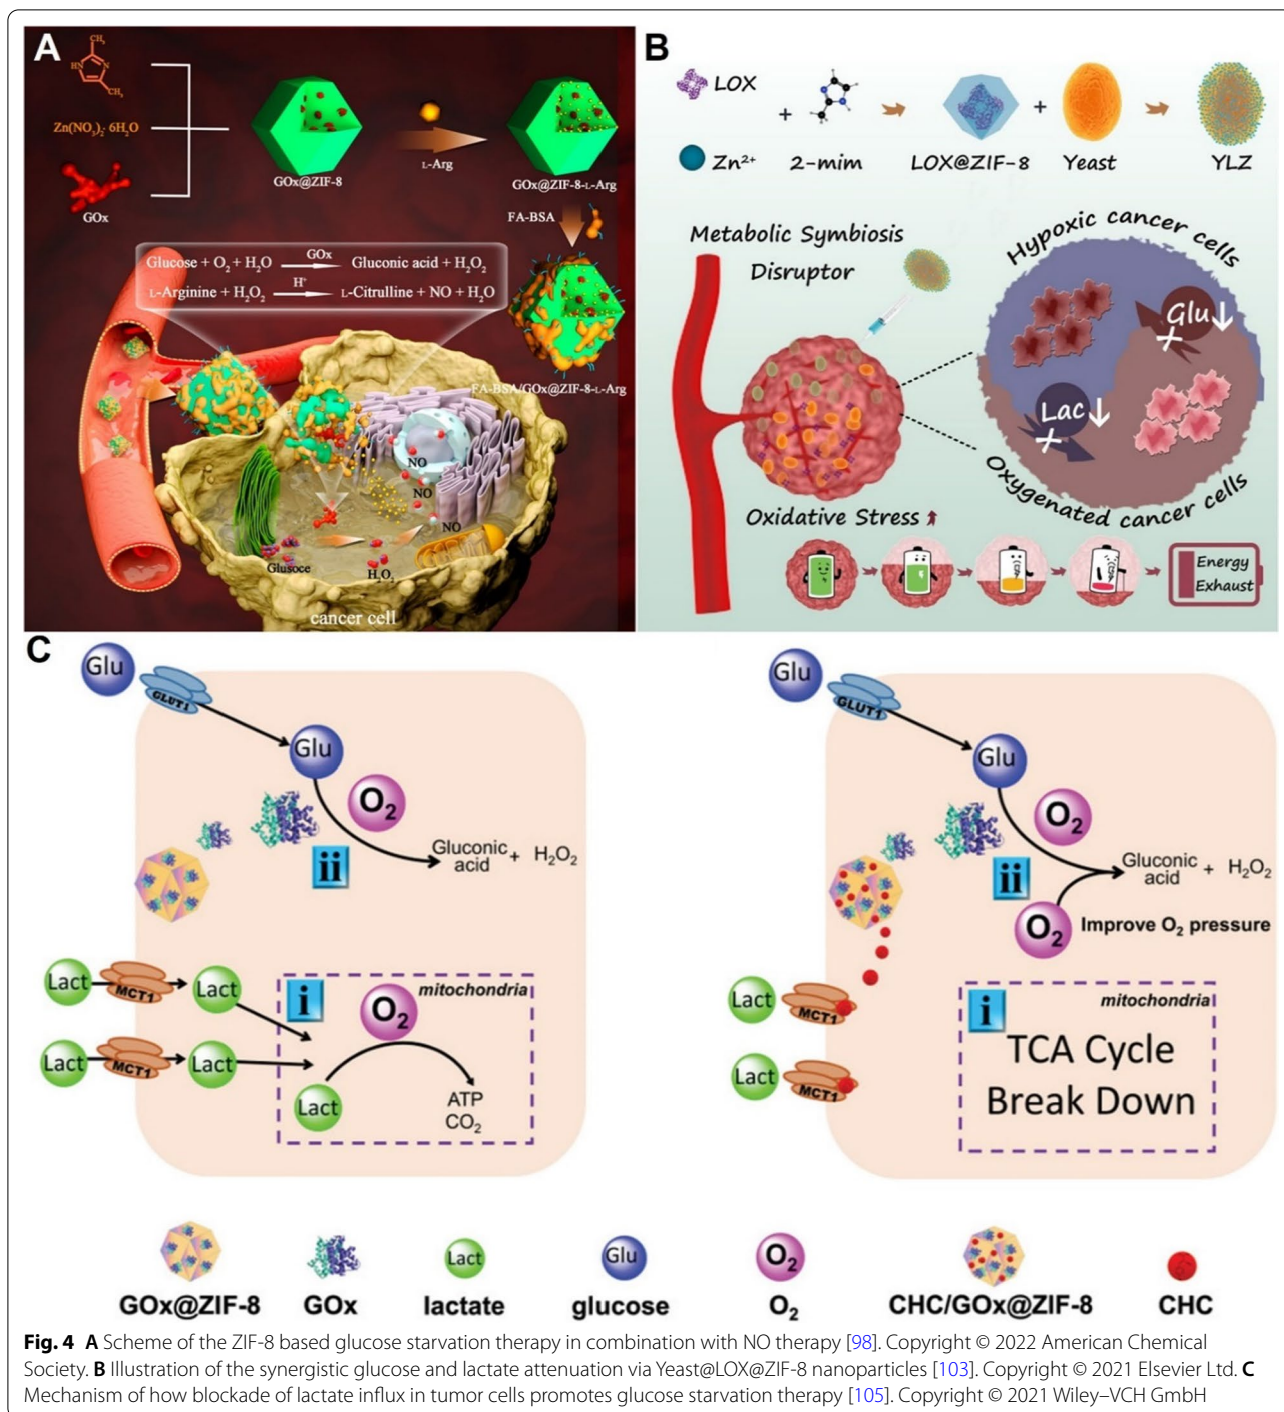 A
CH₃
HN
N
CH₃
Zn(NO₃)₂· 6H₂O
GOx
GOx@ZIF-8
L-Arg
GOx@ZIF-8-L-Arg
FA-BSA
GOx
Glucose + O₂ + H₂O → Gluconic acid + H₂O₂
H⁺
L-Arginine + H₂O₂ → L-Citrulline + NO + H₂O
FA-BSA/GOx@ZIF-8-L-Arg
NO
NO
NO
Glusoce
H₂O₂
cancer cell
B
LOX
+
+
Zn²⁺
2-mim
LOX@ZIF-8
Yeast
YLZ
Metabolic Symbiosis
Disruptor
Hypoxic cancer cells
Glu
Lac
Oxygenated cancer cells
Oxidative Stress
Energy
Exhaust
C
Glu
GLUT1
Glu
O₂
ii
Gluconic
acid + H₂O₂
Lact
MCT1
Lact
i
mitochondria
O₂
Lact
MCT1
Lact
Lact
ATP
CO₂
Glu
GLUT1
Glu
O₂
ii
Gluconic
acid + H₂O₂
O₂
Improve O₂ pressure
Lact
MCT1
i
mitochondria
TCA Cycle
Break Down
Lact
MCT1
Lact
Glu
O₂
GOx@ZIF-8
GOx
lactate
glucose
O₂
CHC/GOx@ZIF-8
CHC
Fig. 4 A Scheme of the ZIF-8 based glucose starvation therapy in combination with NO therapy [98]. Copyright © 2022 American Chemical
Society. B Illustration of the synergistic glucose and lactate attenuation via Yeast@LOX@ZIF-8 nanoparticles [103]. Copyright © 2021 Elsevier Ltd. C
Mechanism of how blockade of lactate influx in tumor cells promotes glucose starvation therapy [105]. Copyright © 2021 Wiley–VCH GmbH